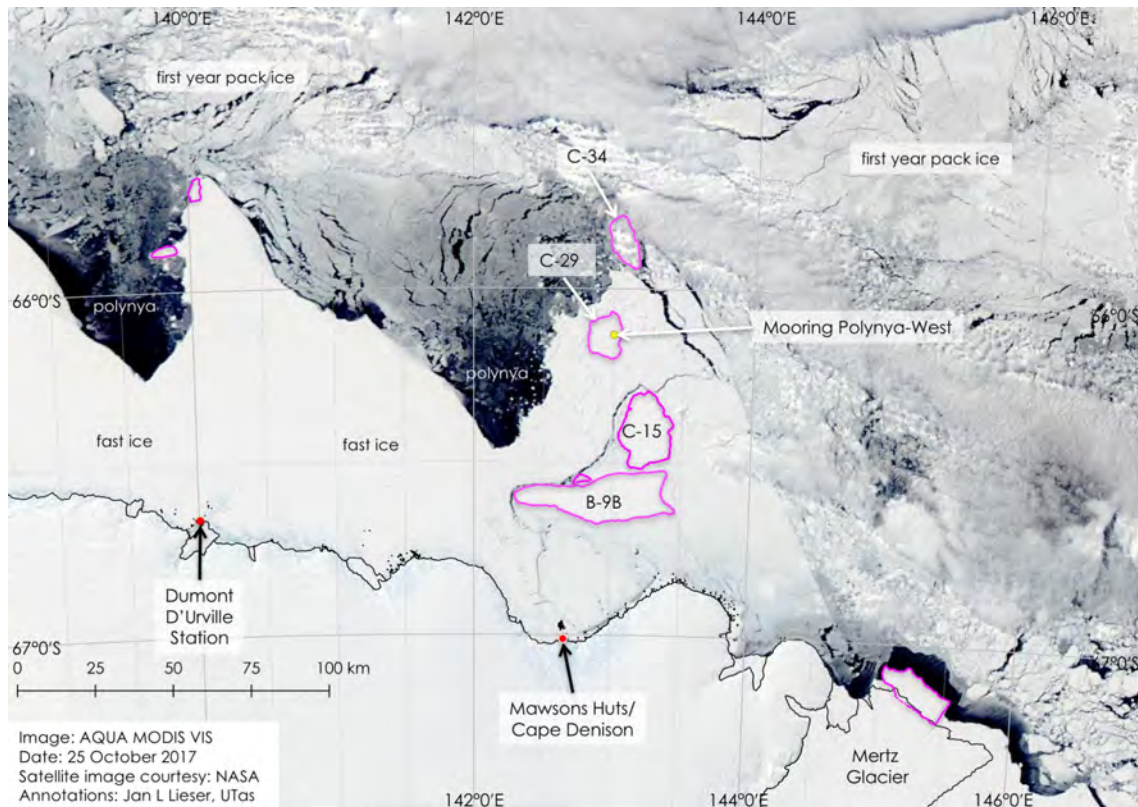 140°0'E
142°0'E
144°0'E
146°0'E
first year pack ice
C-34
first year pack ice
C-29
66°0'S
66°0'S
polynya
Mooring Polynya-West
polynya
fast ice
fast ice
C-15
B-9B
Dumont
D'Urville
Station
67°0'S
67°0'S
0 25 50 75 100 km
Mawsons Huts/
Cape Denison
Mertz
Glacier
Image: AQUA MODIS VIS
Date: 25 October 2017
Satellite image courtesy: NASA
Annotations: Jan L Lieser, UTas
142°0'E
144°0'E
146°0'E